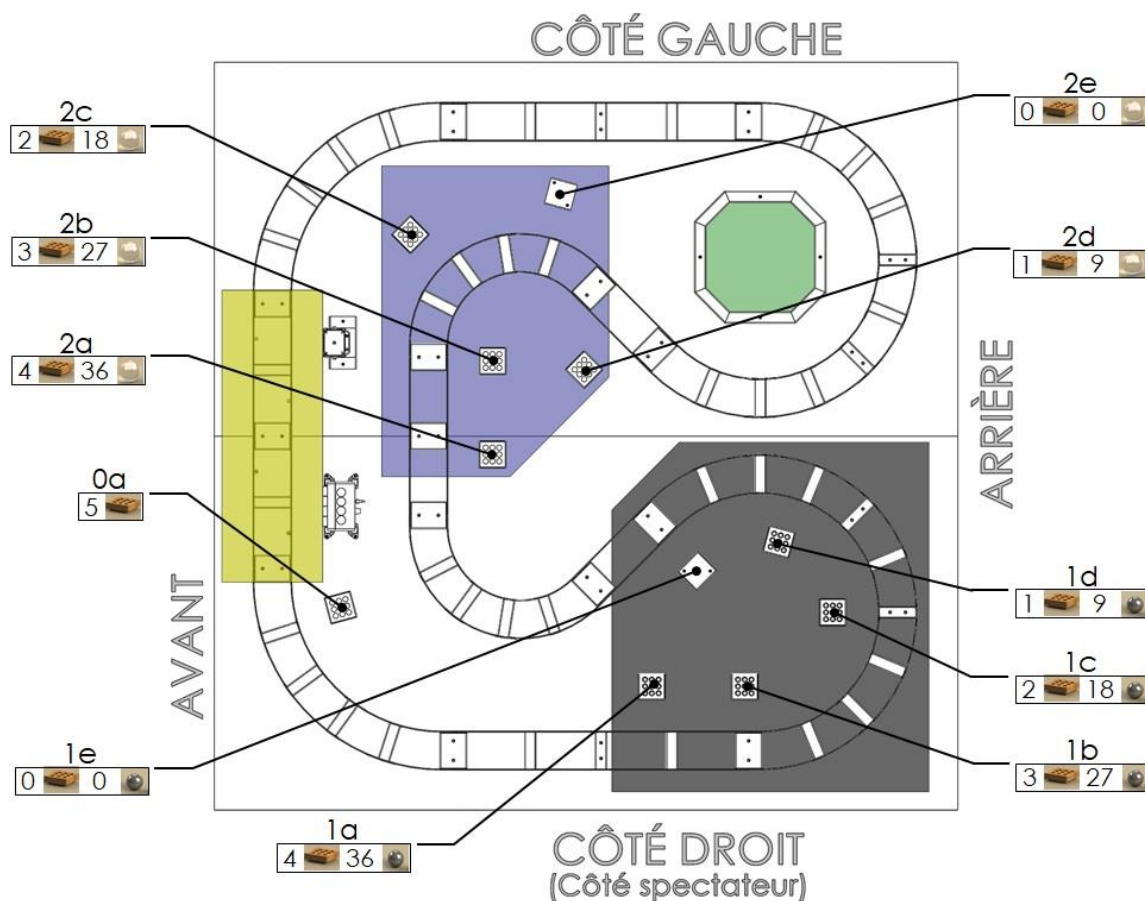 CÔTÉ GAUCHE
2c
2 18
2e
0 0
2b
3 27
2d
1 9
2a
4 36
ARRIÈRE
0a
5
AVANT
1d
1 9
1c
2 18
1e
0 0
1b
3 27
1a
4 36
CÔTÉ DROIT
(Côté spectateur)